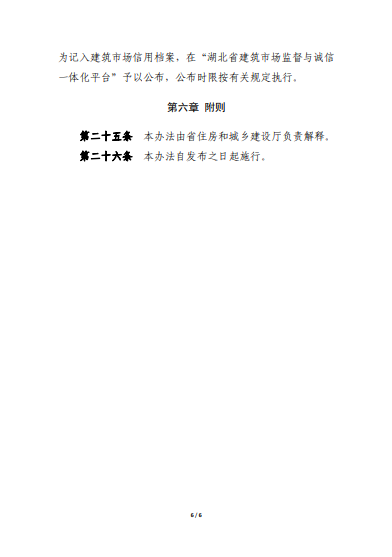 为记入建筑市场信用档案，在“湖北省建筑市场监督与诚信
一体化平台”予以公布，公布时限按有关规定执行。
第六章 附则
第二十五条 本办法由省住房和城乡建设厅负责解释。
第二十六条 本办法自发布之日起施行。
6 / 6